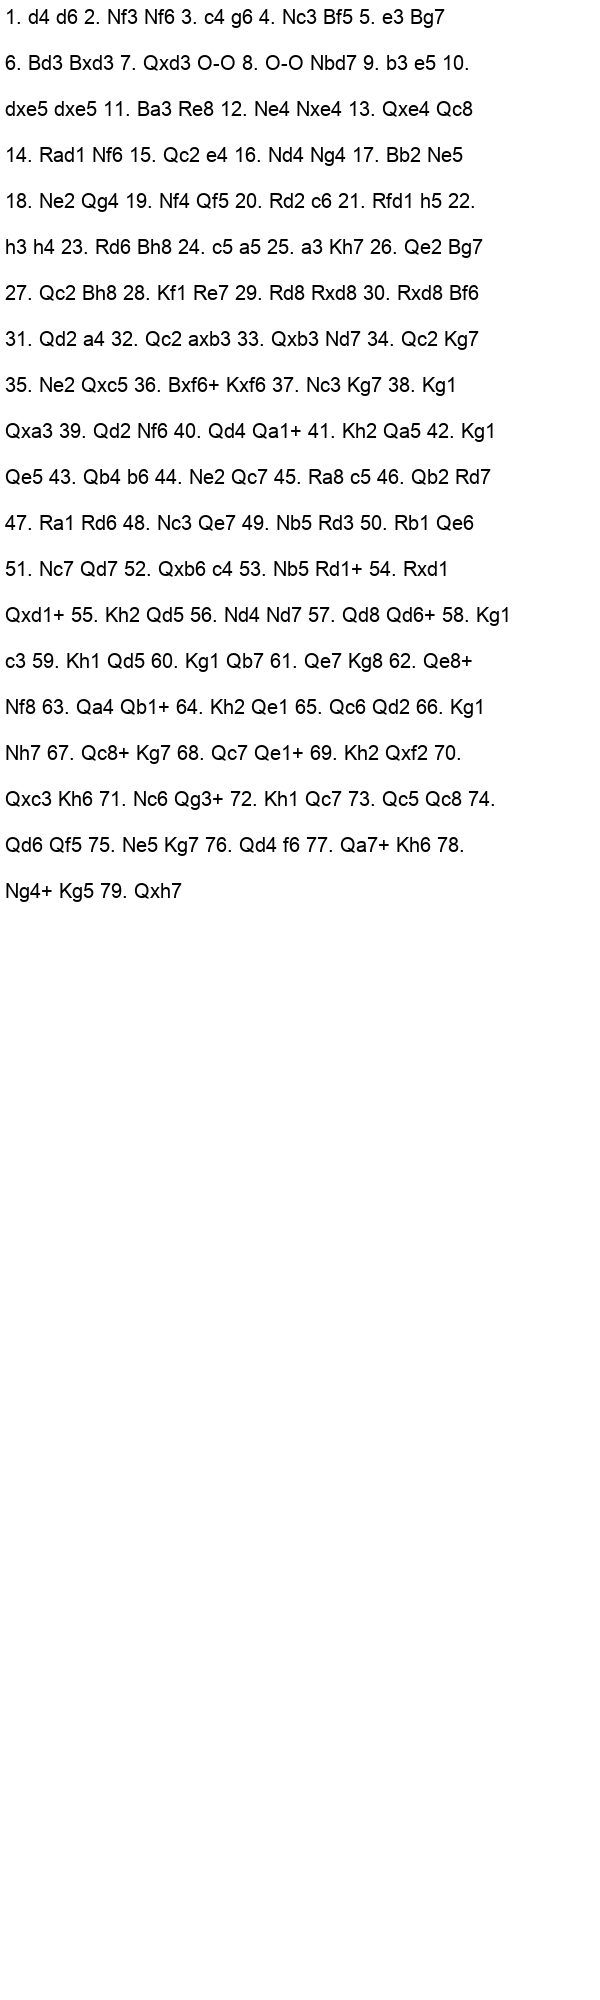 1. d4 d6 2. Nf3 Nf6 3. c4 g6 4. Nc3 Bf5 5. e3 Bg7
6. Bd3 Bxd3 7. Qxd3 O-O 8. O-O Nbd7 9. b3 e5 10.
dxe5 dxe5 11. Ba3 Re8 12. Ne4 Nxe4 13. Qxe4 Qc8
14. Rad1 Nf6 15. Qc2 e4 16. Nd4 Ng4 17. Bb2 Ne5
18. Ne2 Qg4 19. Nf4 Qf5 20. Rd2 c6 21. Rfd1 h5 22.
h3 h4 23. Rd6 Bh8 24. c5 a5 25. a3 Kh7 26. Qe2 Bg7
27. Qc2 Bh8 28. Kf1 Re7 29. Rd8 Rxd8 30. Rxd8 Bf6
31. Qd2 a4 32. Qc2 axb3 33. Qxb3 Nd7 34. Qc2 Kg7
35. Ne2 Qxc5 36. Bxf6+ Kxf6 37. Nc3 Kg7 38. Kg1
Qxa3 39. Qd2 Nf6 40. Qd4 Qa1+ 41. Kh2 Qa5 42. Kg1
Qe5 43. Qb4 b6 44. Ne2 Qc7 45. Ra8 c5 46. Qb2 Rd7
47. Ra1 Rd6 48. Nc3 Qe7 49. Nb5 Rd3 50. Rb1 Qe6
51. Nc7 Qd7 52. Qxb6 c4 53. Nb5 Rd1+ 54. Rxd1
Qxd1+ 55. Kh2 Qd5 56. Nd4 Nd7 57. Qd8 Qd6+ 58. Kg1
c3 59. Kh1 Qd5 60. Kg1 Qb7 61. Qe7 Kg8 62. Qe8+
Nf8 63. Qa4 Qb1+ 64. Kh2 Qe1 65. Qc6 Qd2 66. Kg1
Nh7 67. Qc8+ Kg7 68. Qc7 Qe1+ 69. Kh2 Qxf2 70.
Qxc3 Kh6 71. Nc6 Qg3+ 72. Kh1 Qc7 73. Qc5 Qc8 74.
Qd6 Qf5 75. Ne5 Kg7 76. Qd4 f6 77. Qa7+ Kh6 78.
Ng4+ Kg5 79. Qxh7